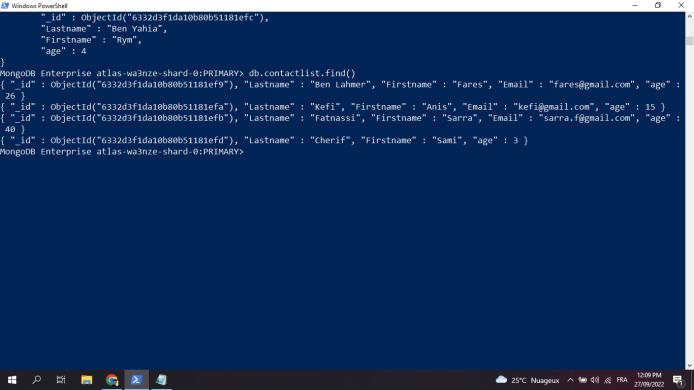 Windows PowerShell
"_id" : ObjectId("6332d3f1da10b80b51181efc"),
"Lastname" : "Ben Yahia",
"Firstname" : "Rym",
"age" : 4
}
MongoDB Enterprise atlas-wa3nze-shard-0:PRIMARY> db.contactlist.find()
{ "_id" : ObjectId("6332d3f1da10b80b51181ef9"), "Lastname" : "Ben Lahmer", "Firstname" : "Fares", "Email" : "fares@gmail.com", "age" :
26 }
{ "_id" : ObjectId("6332d3f1da10b80b51181efa"), "Lastname" : "Kefi", "Firstname" : "Anis", "Email" : "kefi@gmail.com", "age" : 15 }
{ "_id" : ObjectId("6332d3f1da10b80b51181efb"), "Lastname" : "Fatnassi", "Firstname" : "Sarra", "Email" : "sarra.f@gmail.com", "age" :
40 }
{ "_id" : ObjectId("6332d3f1da10b80b51181efd"), "Lastname" : "Cherif", "Firstname" : "Sami", "age" : 3 }
MongoDB Enterprise atlas-wa3nze-shard-0:PRIMARY>
25°C Nuageux
FRA
12:09 PM
27/09/2022